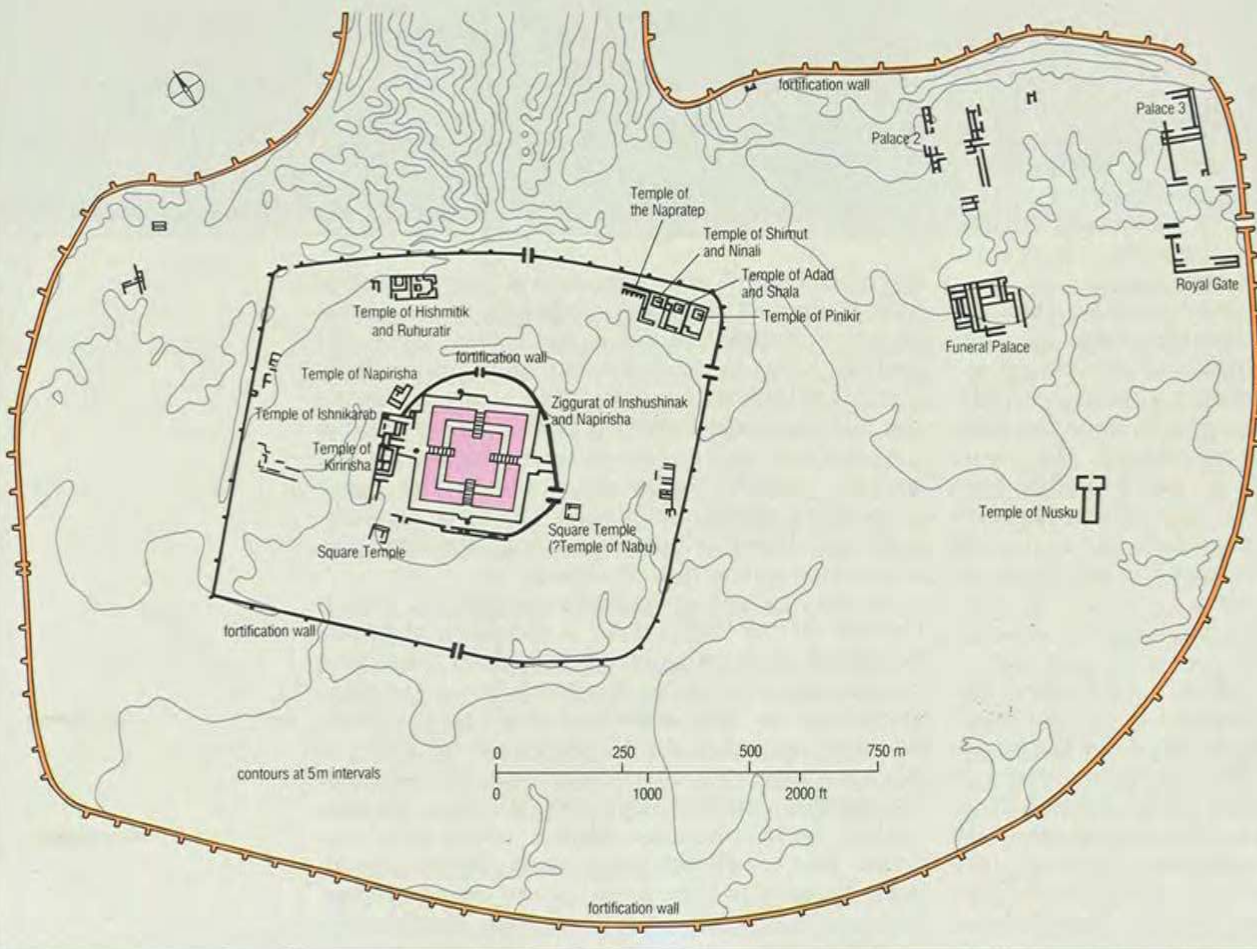 fortification wall
Palace 2
Palace 3
Temple of
the Napratep
Temple of Shimut
and Ninali
Temple of Adad
and Shala
Temple of Pinikir
Royal Gate
Funeral Palace
Temple of Hishmitik
and Ruhuratir
fortification wall
Temple of Napirisha
Ziggurat of Inshushinak
and Napirisha
Temple of Ishnikarab
Temple of
Kiririsha
Temple of Nusku
Square Temple
Square Temple
(?Temple of Nabu)
fortification wall
0 250 500 750 m
contours at 5m intervals
0 1000 2000 ft
fortification wall